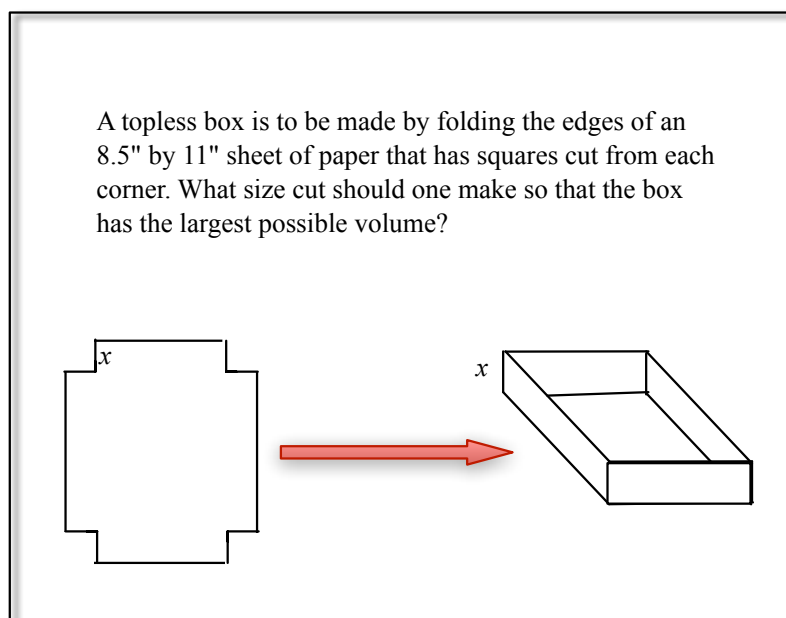 A topless box is to be made by folding the edges of an
8.5" by 11" sheet of paper that has squares cut from each
corner. What size cut should one make so that the box
has the largest possible volume?
x
x